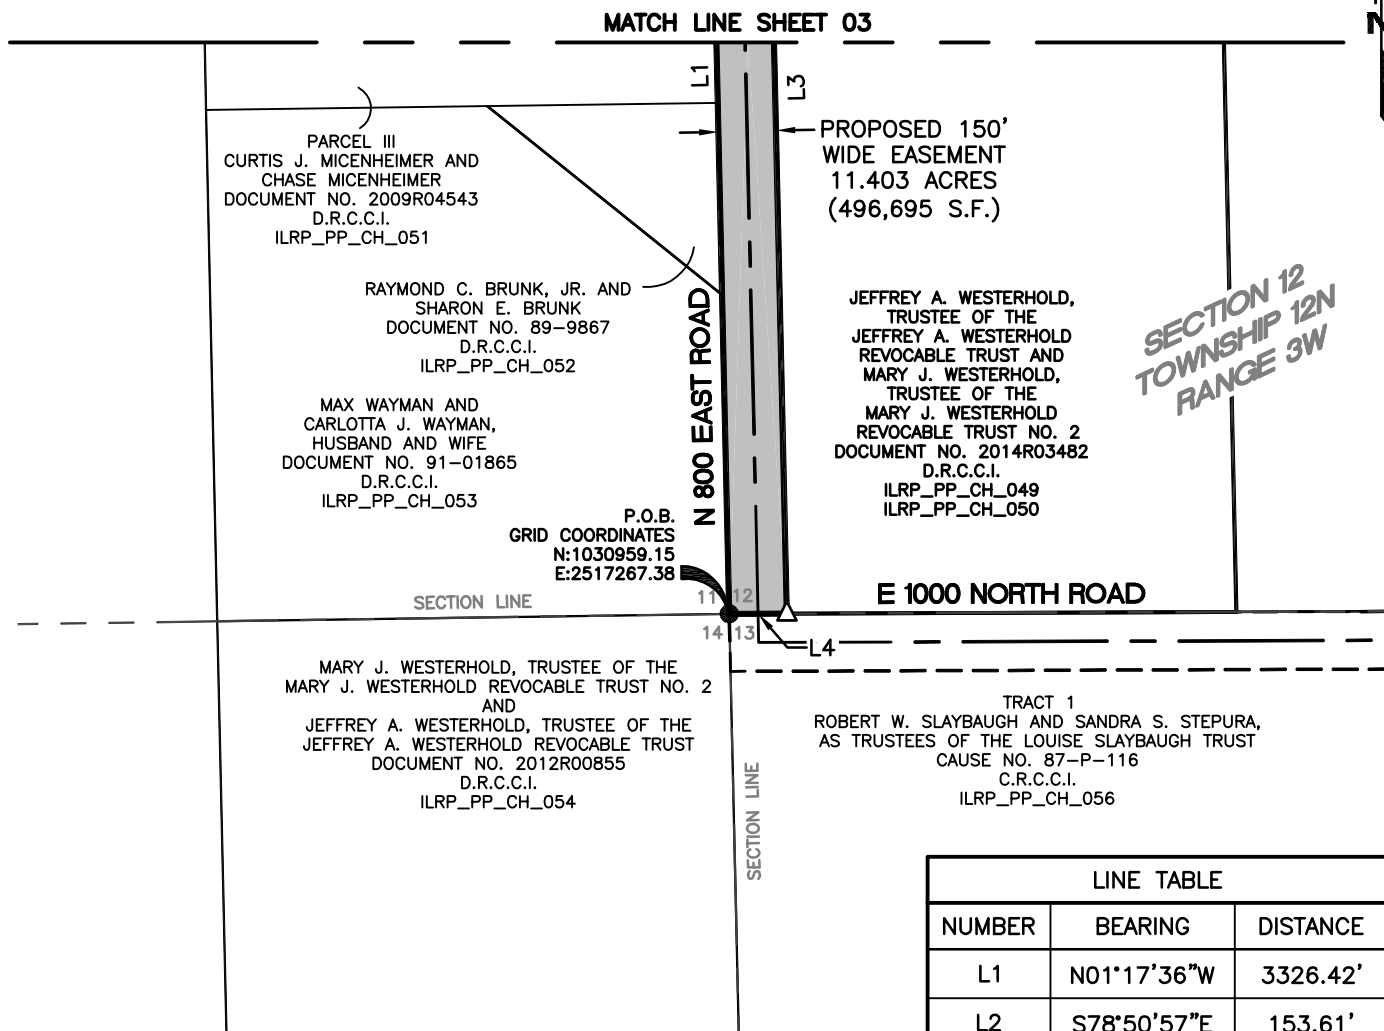 MATCH LINE SHEET 03
L1
L3
PARCEL III
CURTIS J. MICENHEIMER AND
CHASE MICENHEIMER
DOCUMENT NO. 2009R04543
D.R.C.C.I.
ILRP_PP_CH_051
PROPOSED 150'
WIDE EASEMENT
11.403 ACRES
(496,695 S.F.)
RAYMOND C. BRUNK, JR. AND
SHARON E. BRUNK
DOCUMENT NO. 89-9867
D.R.C.C.I.
ILRP_PP_CH_052
MAX WAYMAN AND
CARLOTTA J. WAYMAN,
HUSBAND AND WIFE
DOCUMENT NO. 91-01865
D.R.C.C.I.
ILRP_PP_CH_053
N 800 EAST ROAD
JEFFREY A. WESTERHOLD,
TRUSTEE OF THE
JEFFREY A. WESTERHOLD
REVOCABLE TRUST AND
MARY J. WESTERHOLD,
TRUSTEE OF THE
MARY J. WESTERHOLD
REVOCABLE TRUST NO. 2
DOCUMENT NO. 2014R03482
D.R.C.C.I.
ILRP_PP_CH_049
ILRP_PP_CH_050
SECTION 12
TOWNSHIP 12N
RANGE 3W
P.O.B.
GRID COORDINATES
N:1030959.15
E:2517267.38
SECTION LINE
11 12
14 13
E 1000 NORTH ROAD
L4
MARY J. WESTERHOLD, TRUSTEE OF THE
MARY J. WESTERHOLD REVOCABLE TRUST NO. 2
AND
JEFFREY A. WESTERHOLD, TRUSTEE OF THE
JEFFREY A. WESTERHOLD REVOCABLE TRUST
DOCUMENT NO. 2012R00855
D.R.C.C.I.
ILRP_PP_CH_054
SECTION LINE
TRACT 1
ROBERT W. SLAYBAUGH AND SANDRA S. STEPURA,
AS TRUSTEES OF THE LOUISE SLAYBAUGH TRUST
CAUSE NO. 87-P-116
C.R.C.C.I.
ILRP_PP_CH_056
LINE TABLE
NUMBER BEARING DISTANCE
L1 N01°17'36"W 3326.42'
L2 S78°50'57"E 153.61'